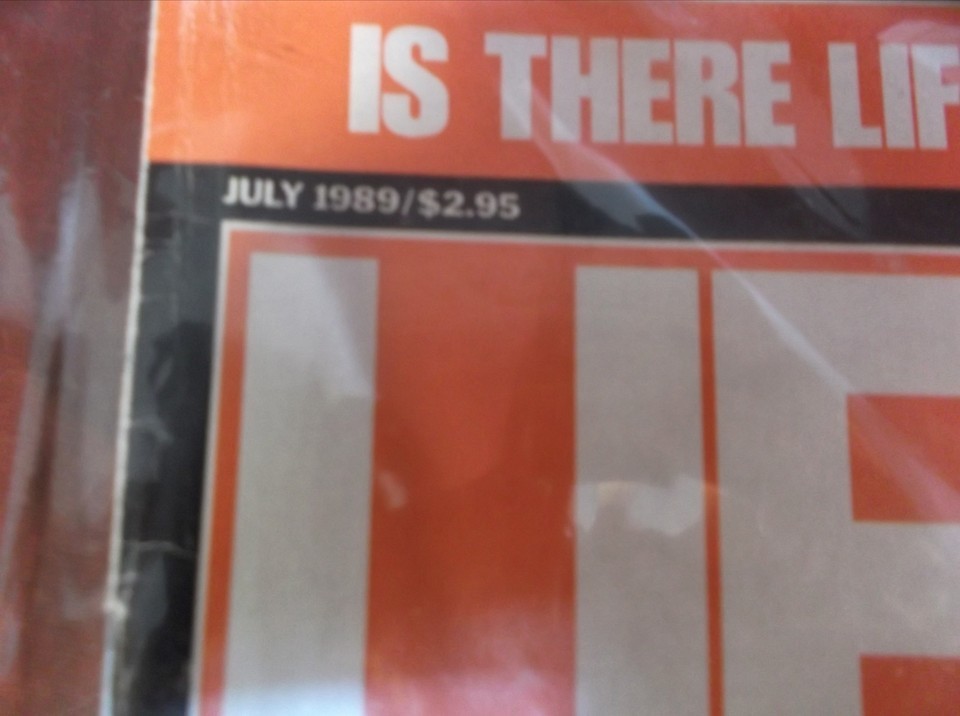 IS THERE LIF
JULY 1989/$2.95
LIF